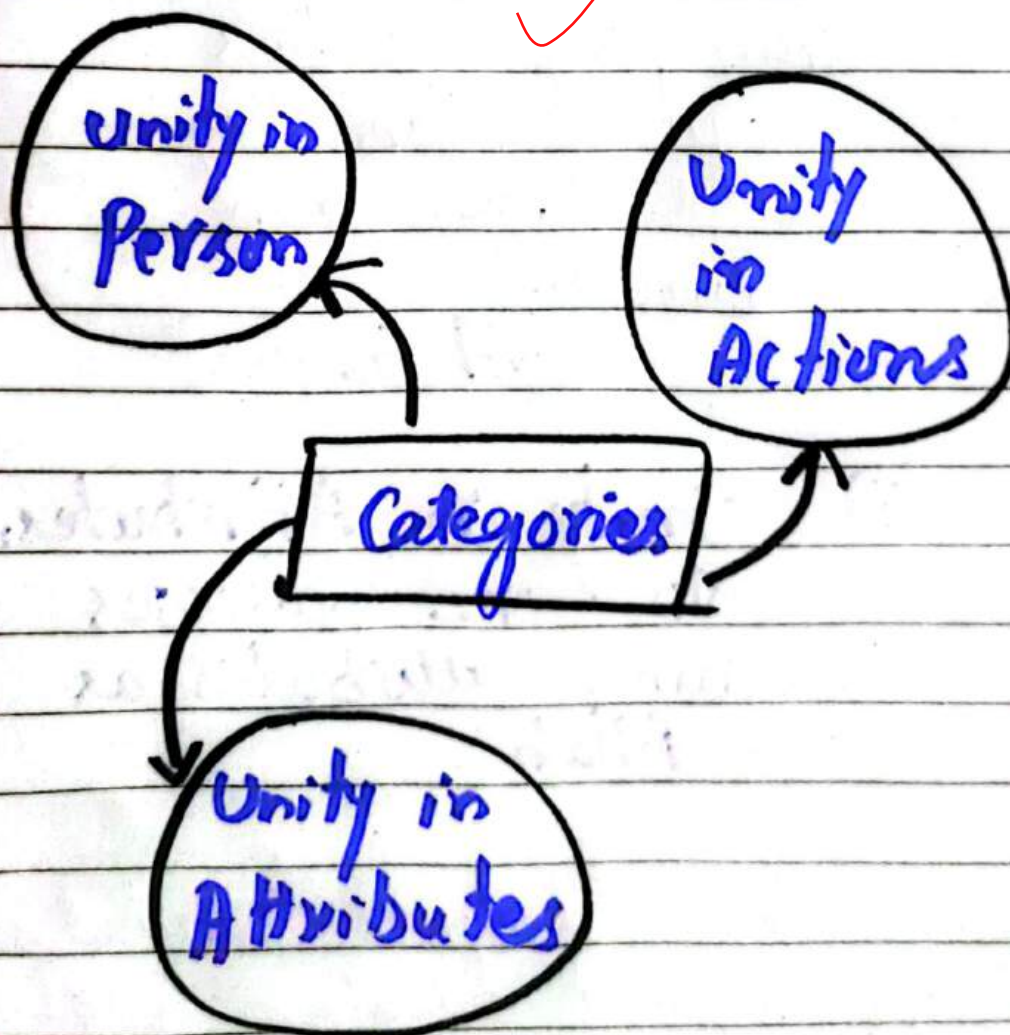 Unity in
Person
Unity
in
Actions
Categories
Unity in
Attributes